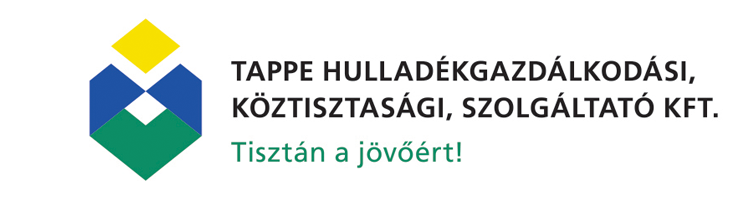 TAPPE HULLADÉKGAZDÁLKODÁSI,
KÖZTISZTASÁGI, SZOLGÁLTATÓ KFT.
Tisztán a jövőért!